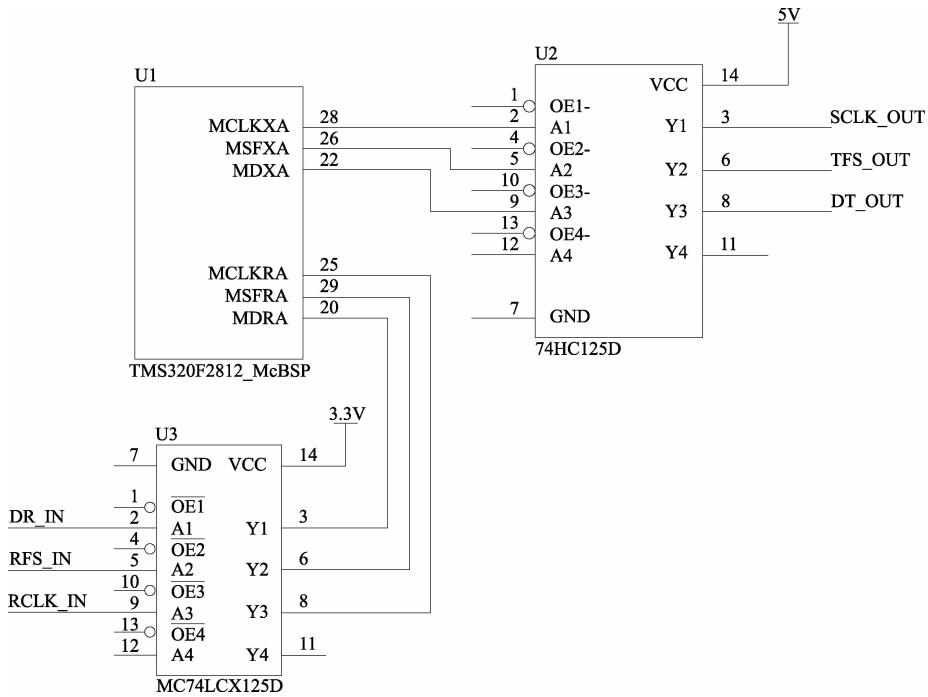 5V
U1
U2
VCC 14
1 OE1-
MCLKXA 28
2 A1
Y1 3 SCLK_OUT
MSFXA 26
4 OE2-
MDXA 22
5 A2
Y2 6 TFS_OUT
10 OE3-
9 A3
Y3 8 DT_OUT
13 OE4-
12 A4
Y4 11
MCLKRA 25
MSFRA 29
MDRA 20
7 GND
74HC125D
TMS320F2812_McBSP
3.3V
U3
7 GND VCC 14
1 OE1
DR_IN 2 A1 Y1 3
4 OE2
RFS_IN 5 A2 Y2 6
10 OE3
RCLK_IN 9 A3 Y3 8
13 OE4
12 A4 Y4 11
MC74LCX125D